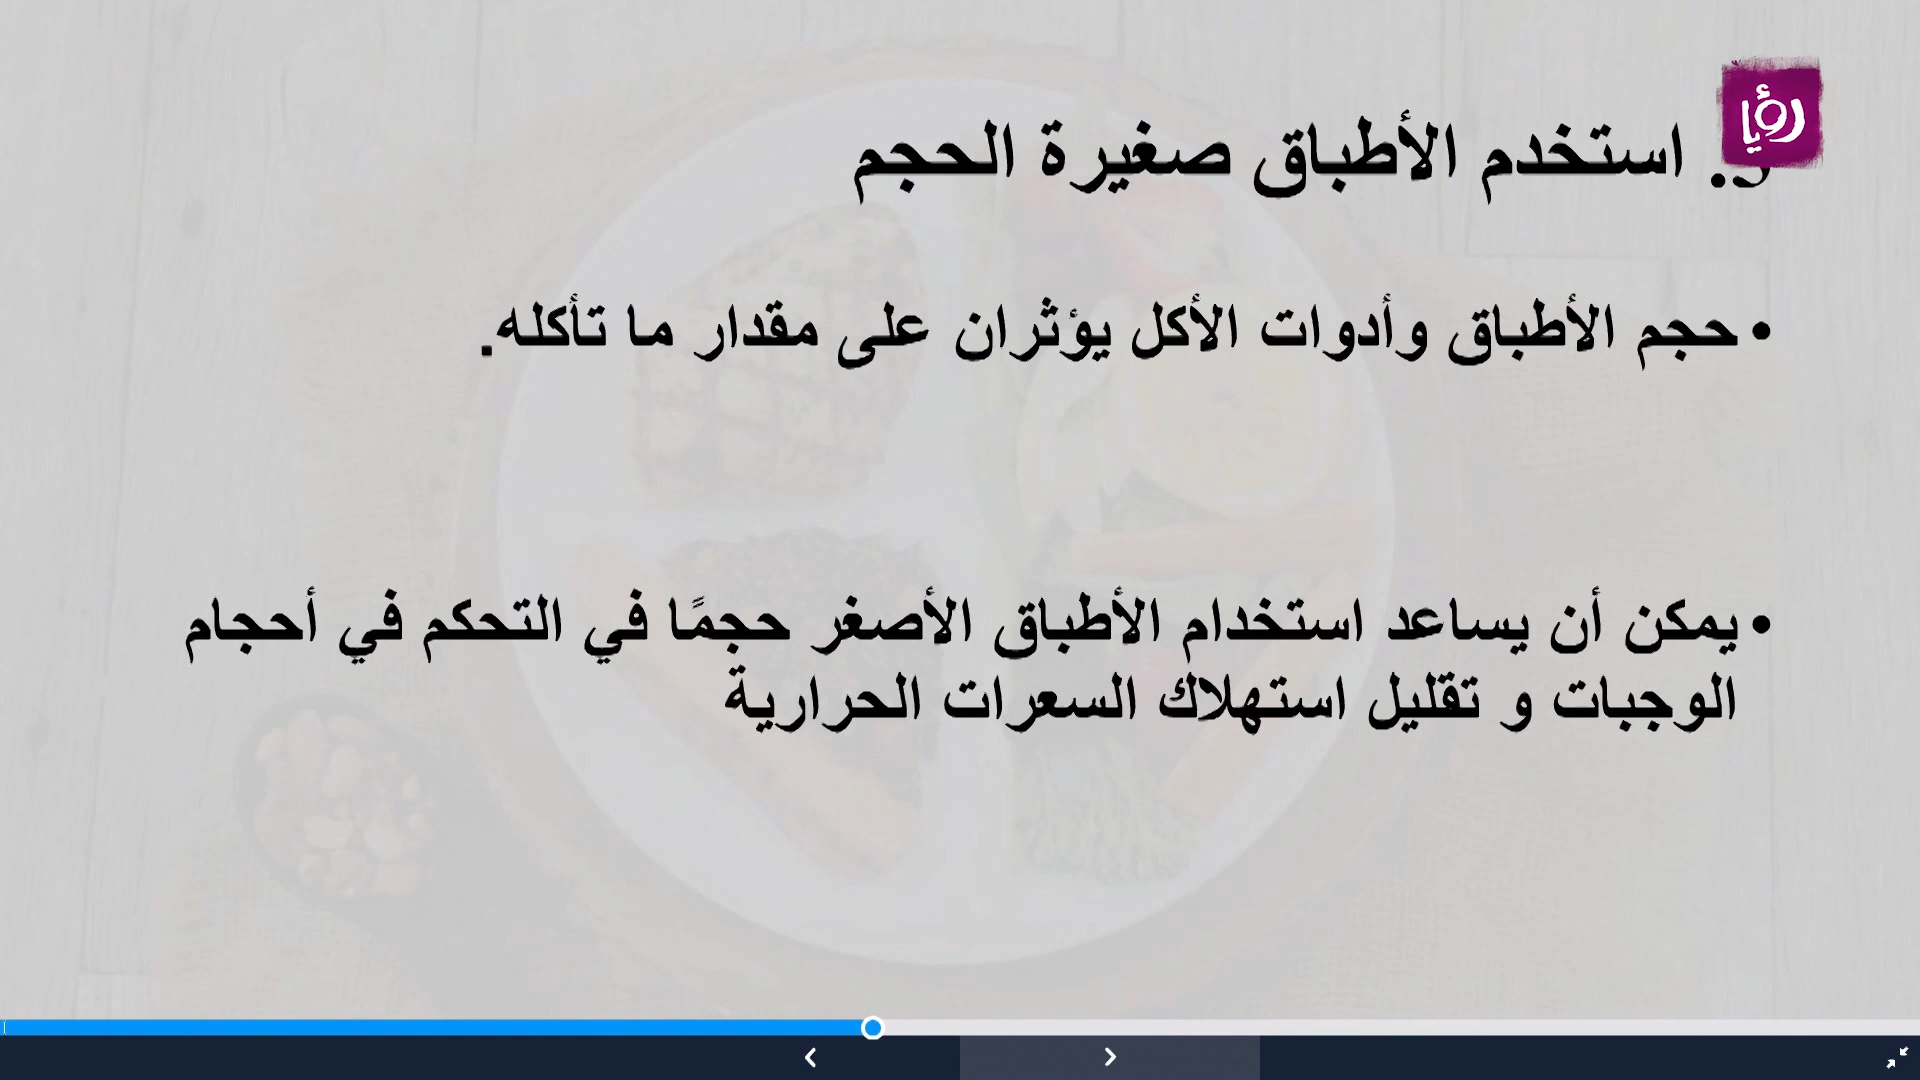 رؤيا
. استخدم الأطباق صغيرة الحجم
• حجم الأطباق وأدوات الأكل يؤثران على مقدار ما تأكله.
• يمكن أن يساعد استخدام الأطباق الأصغر حجمًا في التحكم في أحجام
الوجبات و تقليل استهلاك السعرات الحرارية